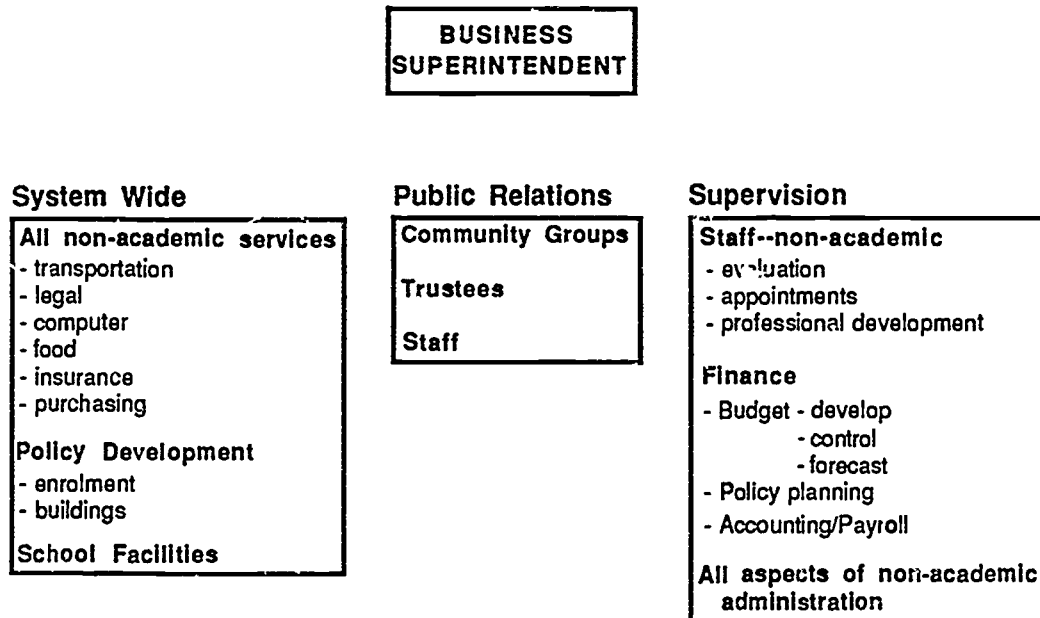 BUSINESS
SUPERINTENDENT
System Wide
All non-academic services
- transportation
- legal
- computer
- food
- insurance
- purchasing
Policy Development
- enrolment
- buildings
School Facilities
Public Relations
Community Groups
Trustees
Staff
Supervision
Staff--non-academic
- evaluation
- appointments
- professional development
Finance
- Budget - develop
- control
- forecast
- Policy planning
- Accounting/Payroll
All aspects of non-academic
administration